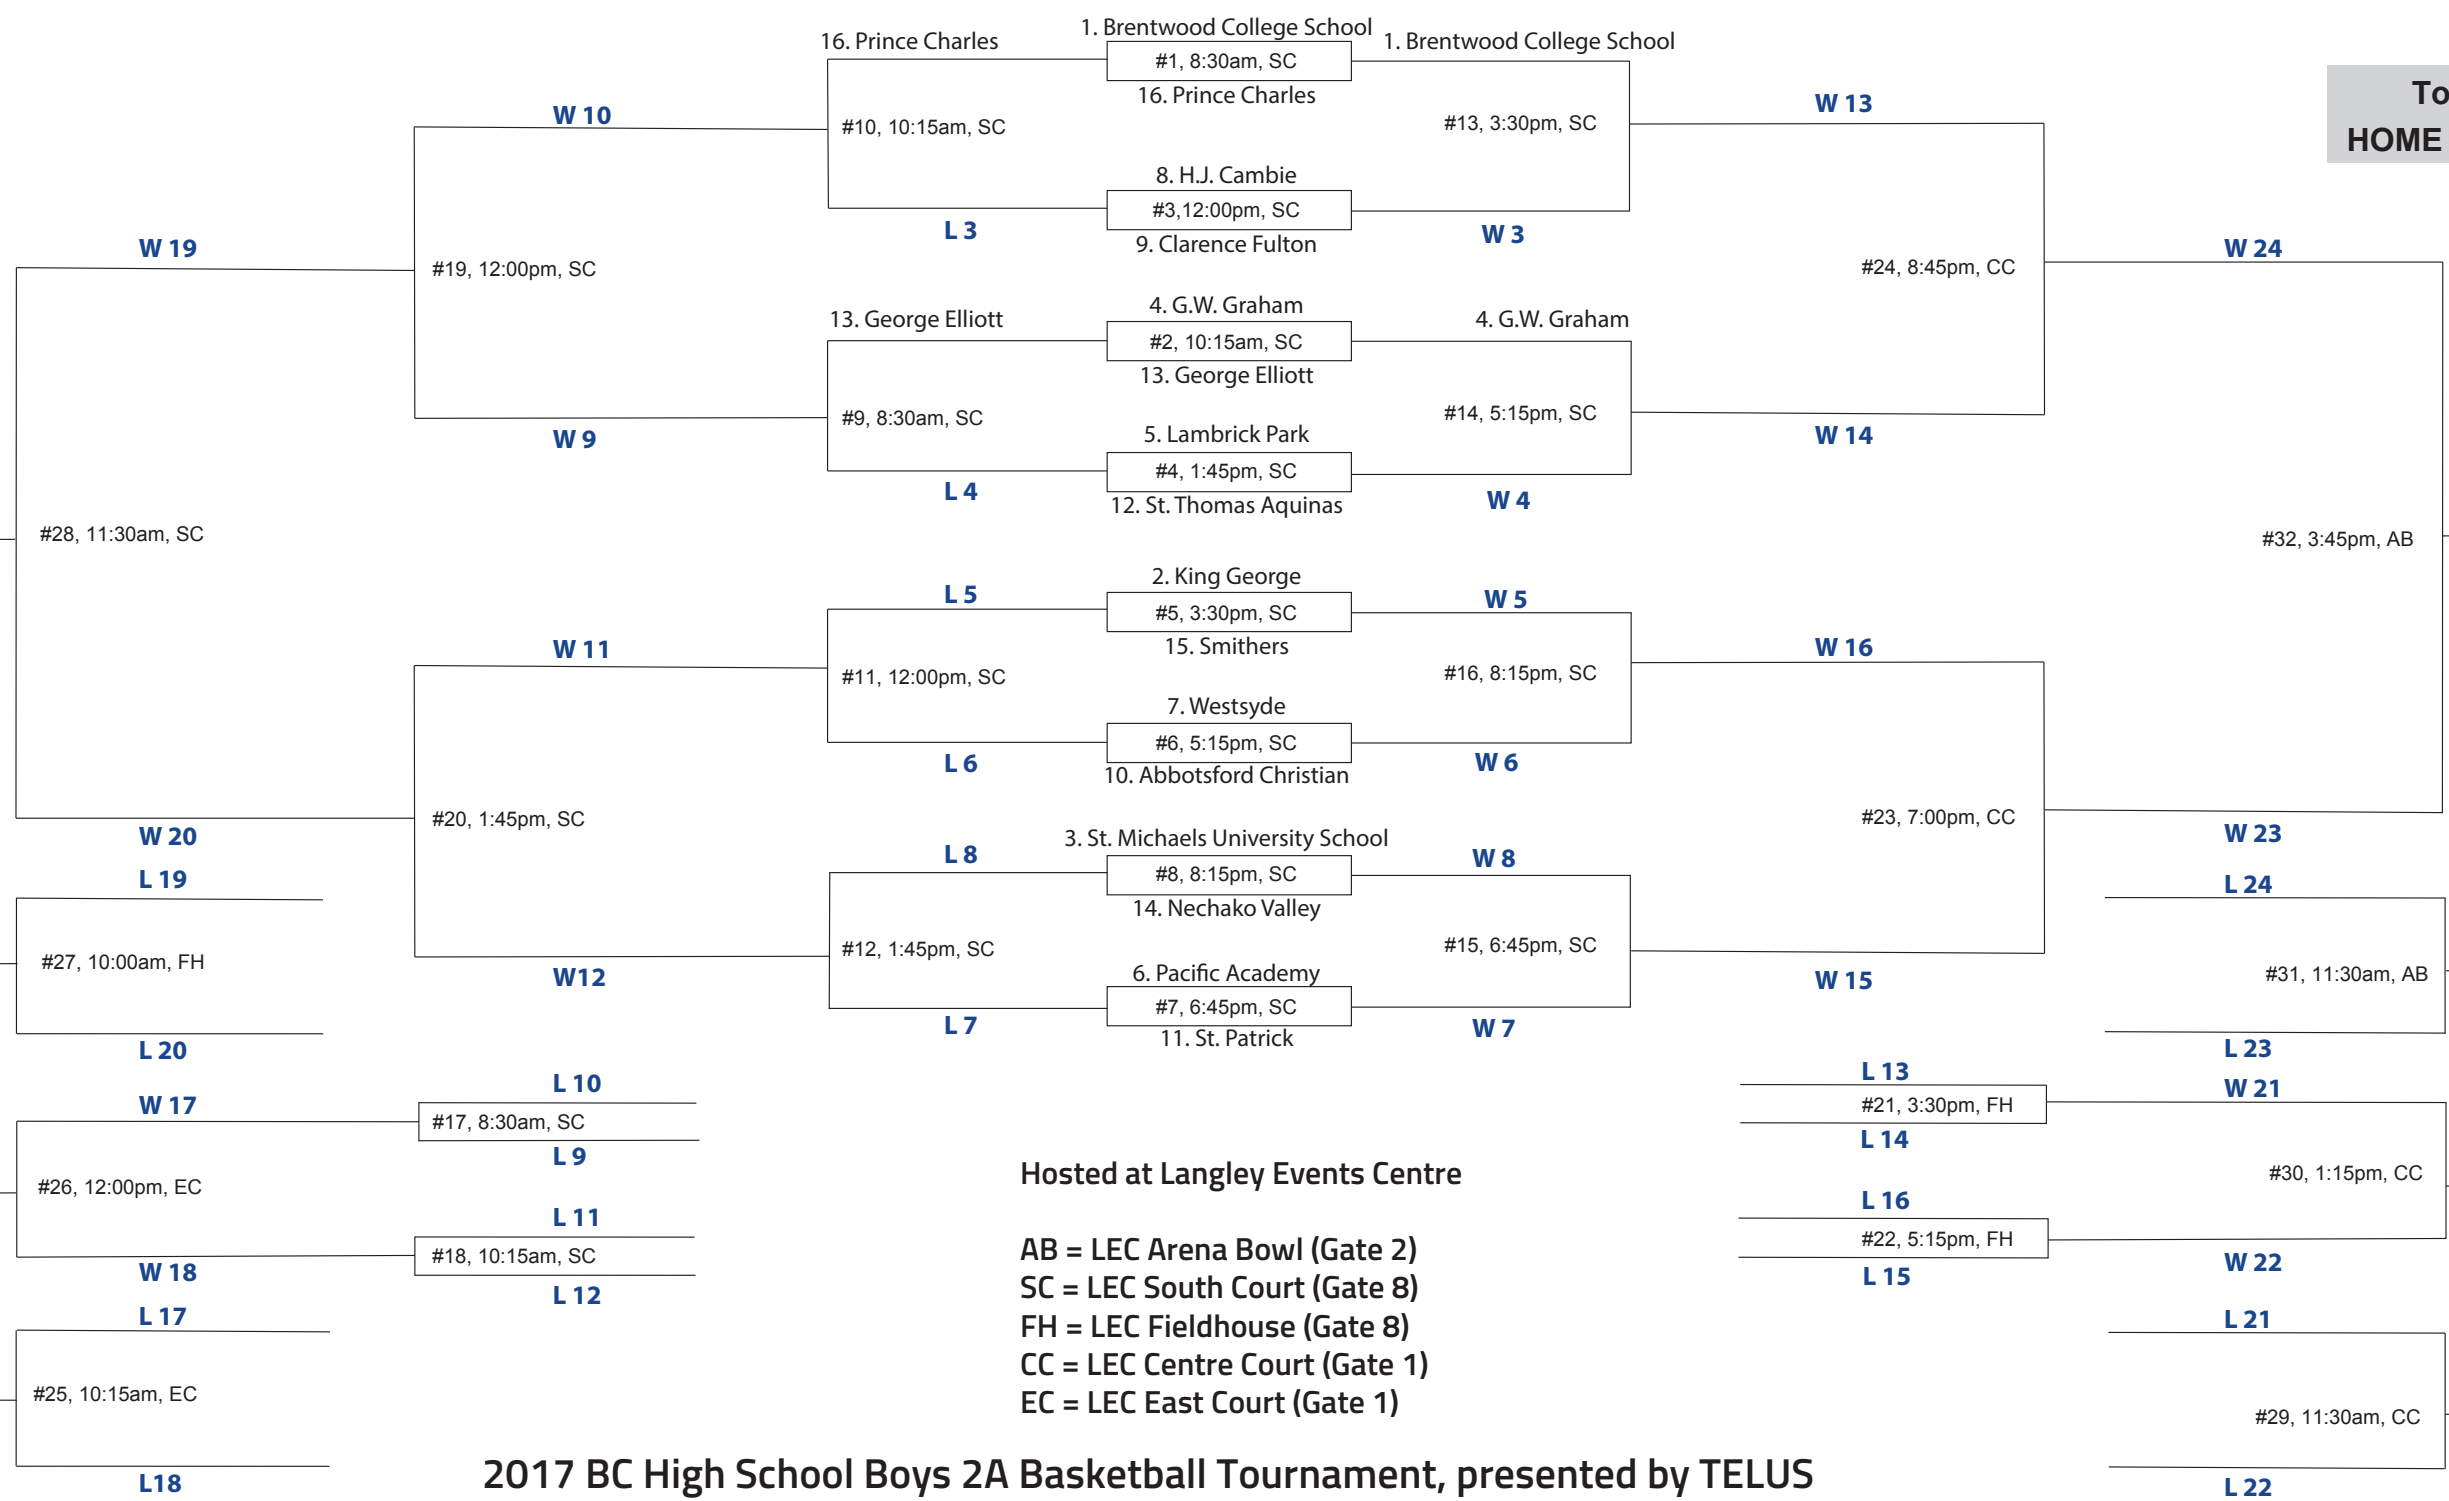 1. Brentwood College School
16. Prince Charles
1. Brentwood College School
#1, 8:30am, SC
16. Prince Charles
To
HOME
W 10
W 13
#10, 10:15am, SC
#13, 3:30pm, SC
8. H.J. Cambie
#3,12:00pm, SC
L 3
W 3
9. Clarence Fulton
W 19
W 24
#19, 12:00pm, SC
#24, 8:45pm, CC
4. G.W. Graham
13. George Elliott
4. G.W. Graham
#2, 10:15am, SC
13. George Elliott
#9, 8:30am, SC
#14, 5:15pm, SC
W 9
5. Lambrick Park
W 14
#4, 1:45pm, SC
L 4
W 4
12. St. Thomas Aquinas
#28, 11:30am, SC
#32, 3:45pm, AB
2. King George
L 5
W 5
#5, 3:30pm, SC
15. Smithers
W 11
W 16
#11, 12:00pm, SC
#16, 8:15pm, SC
7. Westsyde
#6, 5:15pm, SC
L 6
W 6
10. Abbotsford Christian
#20, 1:45pm, SC
#23, 7:00pm, CC
W 20
W 23
3. St. Michaels University School
L 8
W 8
#8, 8:15pm, SC
14. Nechako Valley
L 19
L 24
#12, 1:45pm, SC
#15, 6:45pm, SC
#27, 10:00am, FH
#31, 11:30am, AB
W12
6. Pacific Academy
W 15
#7, 6:45pm, SC
L 7
W 7
11. St. Patrick
L 20
L 23
L 10
L 13
W 17
W 21
#17, 8:30am, SC
#21, 3:30pm, FH
L 9
L 14
#26, 12:00pm, EC
#30, 1:15pm, CC
L 11
L 16
#18, 10:15am, SC
#22, 5:15pm, FH
W 18
W 22
L 12
L 15
L 17
L 21
#25, 10:15am, EC
#29, 11:30am, CC
L18
L 22
Hosted at Langley Events Centre
AB = LEC Arena Bowl (Gate 2)
SC = LEC South Court (Gate 8)
FH = LEC Fieldhouse (Gate 8)
CC = LEC Centre Court (Gate 1)
EC = LEC East Court (Gate 1)
2017 BC High School Boys 2A Basketball Tournament, presented by TELUS